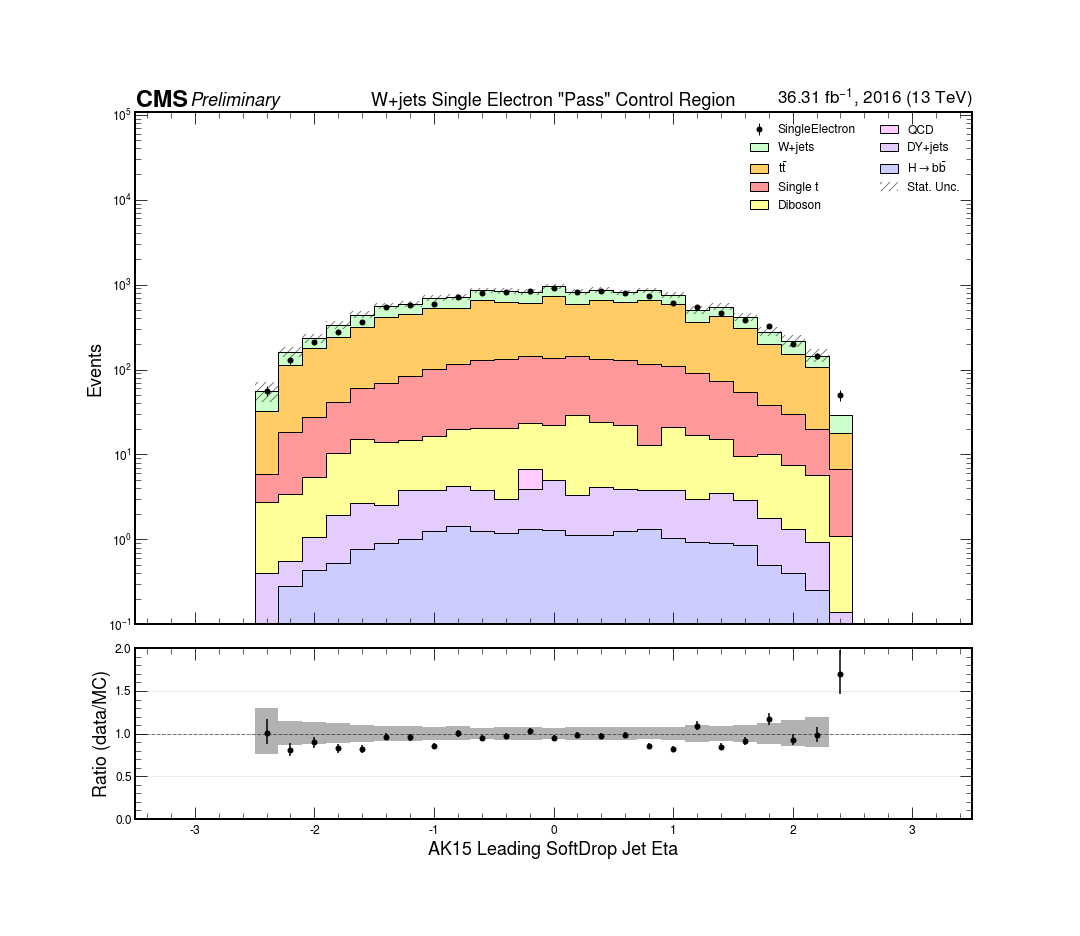 CMS Preliminary W+jets Single Electron "Pass" Control Region 36.31 fb⁻¹, 2016 (13 TeV)
10⁵
10⁴
10³
10²
10¹
10⁰
10⁻¹
Events
SingleElectron
W+jets
tt̄
Single t
Diboson
QCD
DY+jets
H→bb̄
Stat. Unc.
2.0
1.5
1.0
0.5
0.0
Ratio (data/MC)
-3 -2 -1 0 1 2 3
AK15 Leading SoftDrop Jet Eta